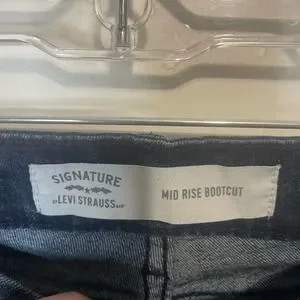 SIGNATURE
BY LEVI STRAUSS & CO.
MID RISE BOOTCUT